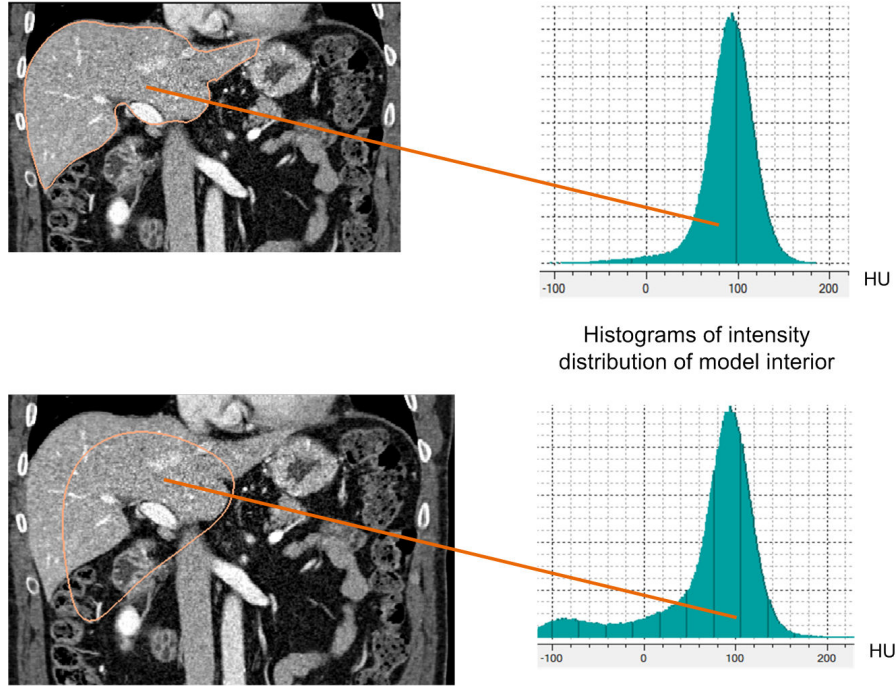 -100 0 100 200 HU
Histograms of intensity
distribution of model interior
-100 0 100 200 HU